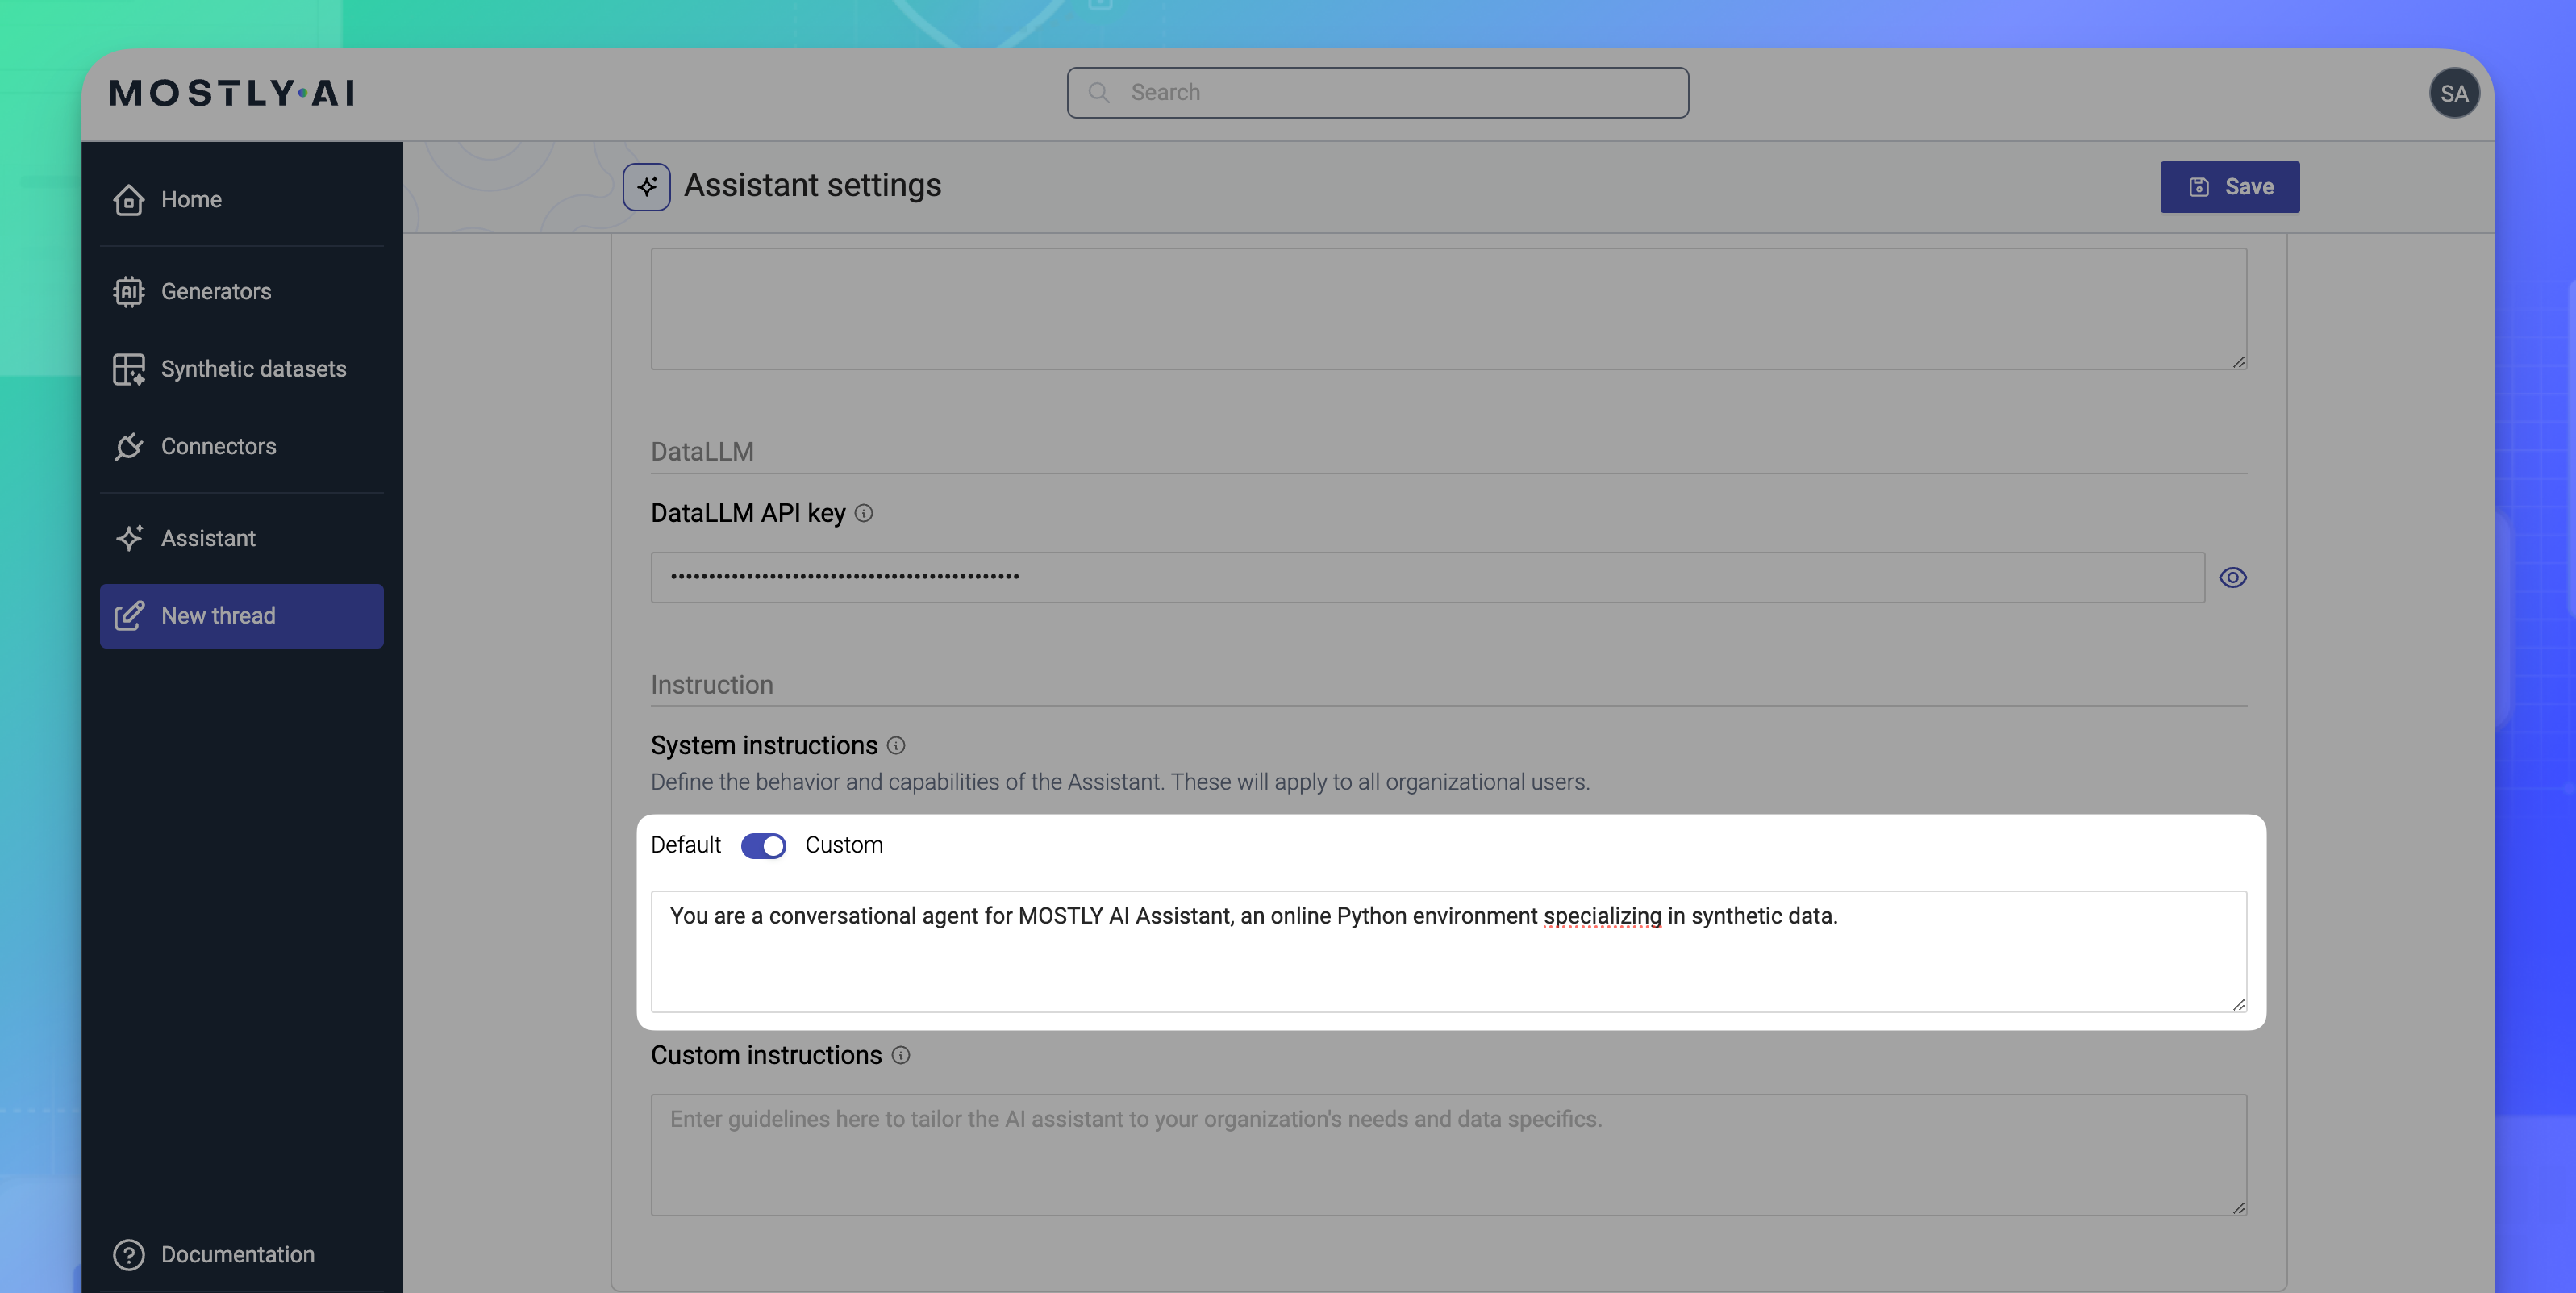 MOSTLY·AI
Search
SA
Home
Assistant settings
Save
Generators
Synthetic datasets
Connectors
Assistant
New thread
DataLLM
DataLLM API key
••••••••••••••••••••••••••••••••••••••••••••••
Instruction
System instructions
Define the behavior and capabilities of the Assistant. These will apply to all organizational users.
Default Custom
You are a conversational agent for MOSTLY AI Assistant, an online Python environment specializing in synthetic data.
Custom instructions
Enter guidelines here to tailor the AI assistant to your organization's needs and data specifics.
Documentation